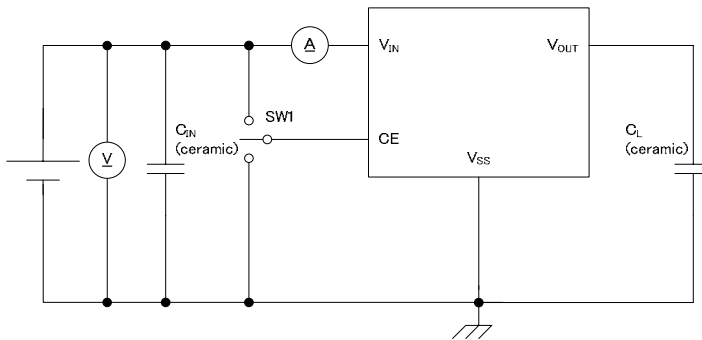 A
V
V_IN
V_OUT
SW1
C_IN
(ceramic)
CE
C_L
(ceramic)
V_SS